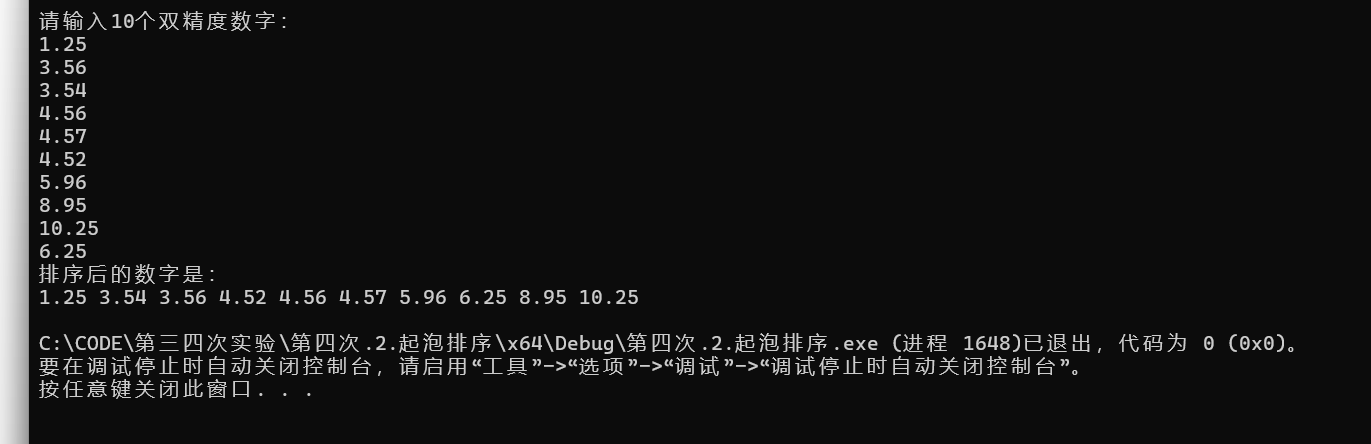 请输入10个双精度数字：
1.25
3.56
3.54
4.56
4.57
4.52
5.96
8.95
10.25
6.25
排序后的数字是：
1.25 3.54 3.56 4.52 4.56 4.57 5.96 6.25 8.95 10.25
C:\CODE\第三四次实验\第四次.2.起泡排序\x64\Debug\第四次.2.起泡排序.exe (进程 1648)已退出，代码为 0 (0x0)。
要在调试停止时自动关闭控制台，请启用“工具”->“选项”->“调试”->“调试停止时自动关闭控制台”。
按任意键关闭此窗口. . .